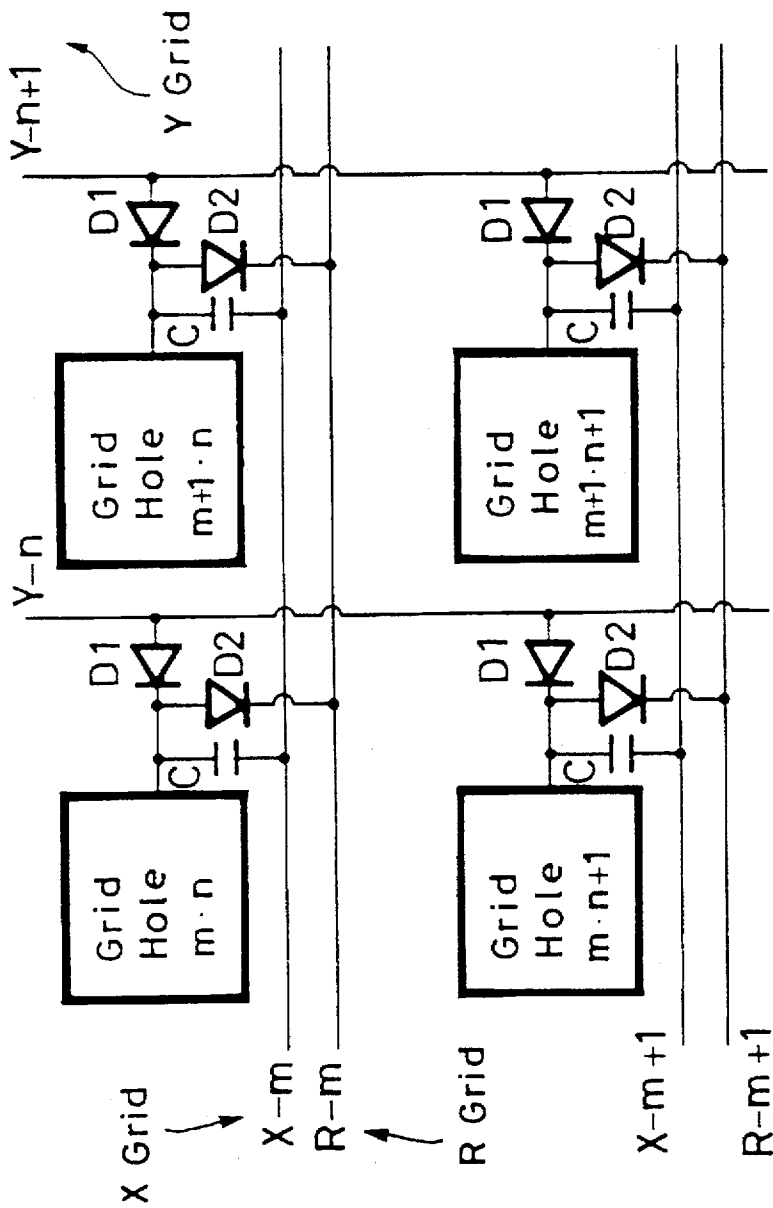 Y-n
Y-n+1
Y Grid
X Grid
D1
D1
Grid
Hole
m·n
C
D2
Grid
Hole
m+1·n
C
D2
X-m
R-m
R Grid
D1
D1
Grid
Hole
m·n+1
C
D2
Grid
Hole
m+1·n+1
C
D2
X-m+1
R-m+1